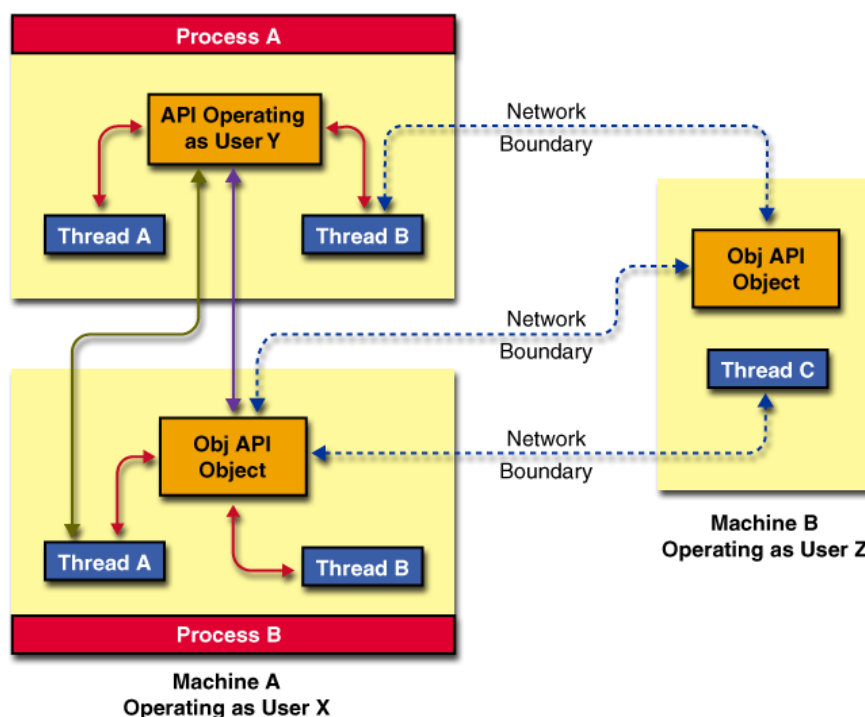 Process A
API Operating
as User Y
Thread A
Thread B
Network
Boundary
Obj API
Object
Network
Boundary
Thread C
Obj API
Object
Network
Boundary
Thread A
Thread B
Process B
Machine A
Operating as User X
Machine B
Operating as User Z